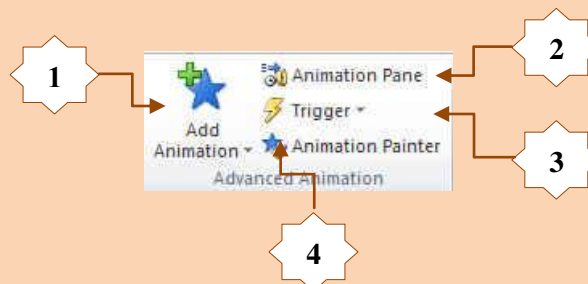 1
2
Animation Pane
Trigger
3
Add
Animation
Animation Painter
Advanced Animation
4